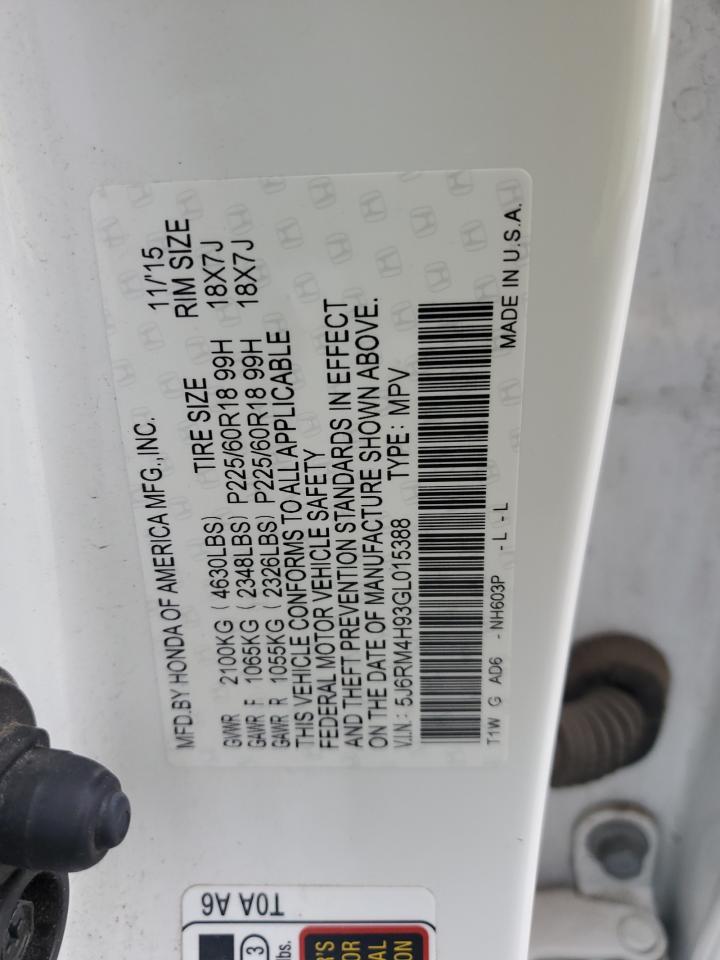 MFD.BY HONDA OF AMERICA MFG.,INC. 11/'15
TIRE SIZE RIM SIZE
GVWR 2100KG ( 4630LBS)
GAWR F 1065KG ( 2348LBS) P225/60R18 99H 18X7J
GAWR R 1055KG ( 2326LBS) P225/60R18 99H 18X7J
THIS VEHICLE CONFORMS TO ALL APPLICABLE
FEDERAL MOTOR VEHICLE SAFETY
AND THEFT PREVENTION STANDARDS IN EFFECT
ON THE DATE OF MANUFACTURE SHOWN ABOVE.
V.I.N.: 5J6RM4H93GL015388 TYPE: MPV
T1W G AD6 - NH603P - L - L MADE IN U.S.A.
T0A A6
3
lbs.